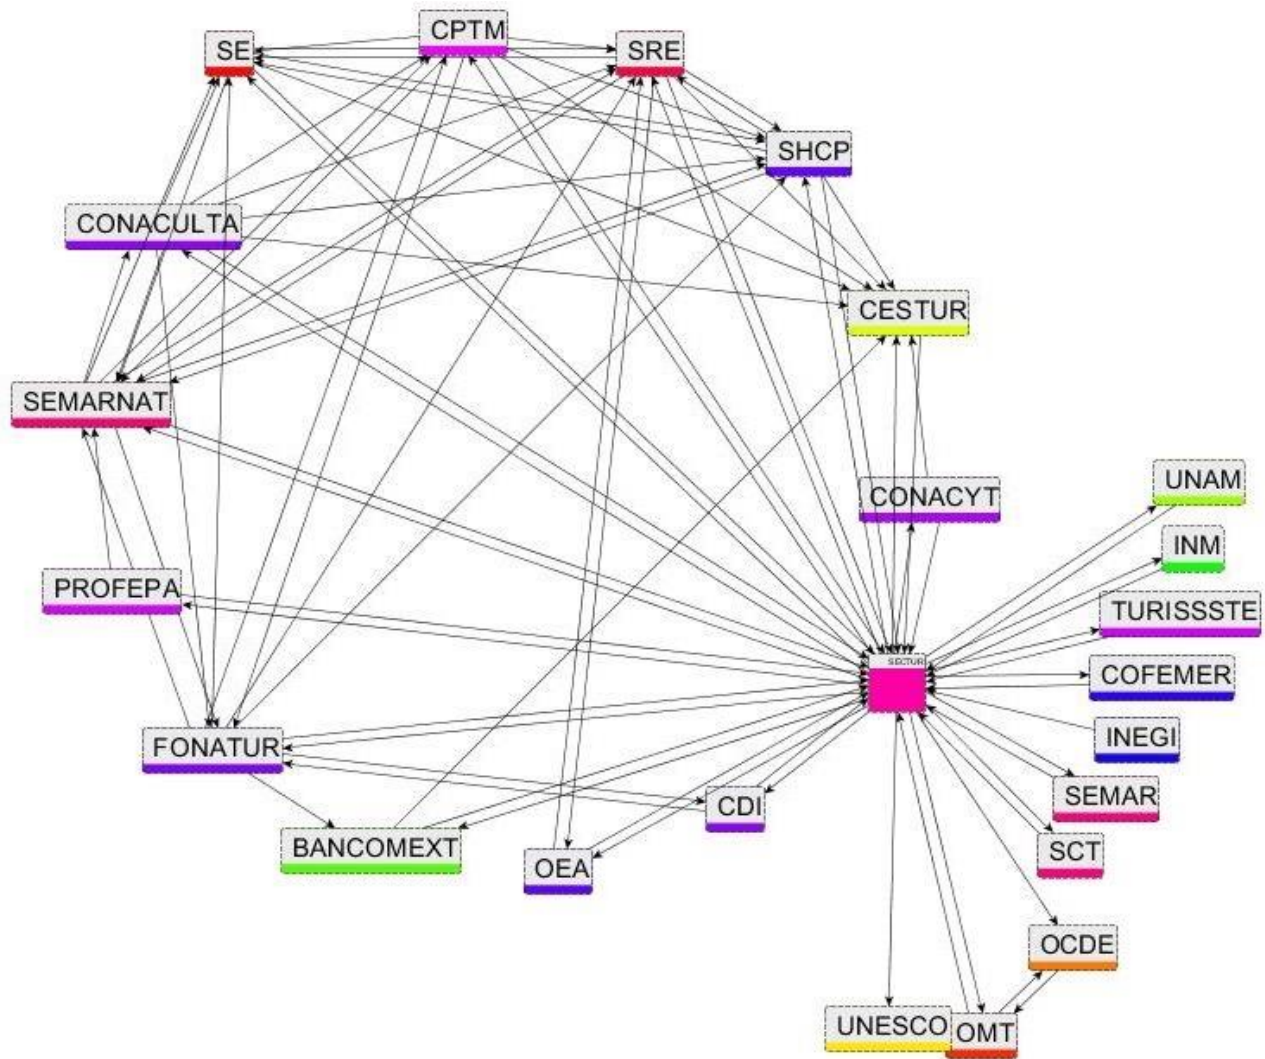 CPTM
SE
SRE
SHCP
CONACULTA
CESTUR
SEMARNAT
UNAM
CONACYT
INM
PROFEPA
TURISSSTE
SECTUR
COFEMER
INEGI
FONATUR
SEMAR
CDI
BANCOMEXT
SCT
OEA
OCDE
UNESCO
OMT